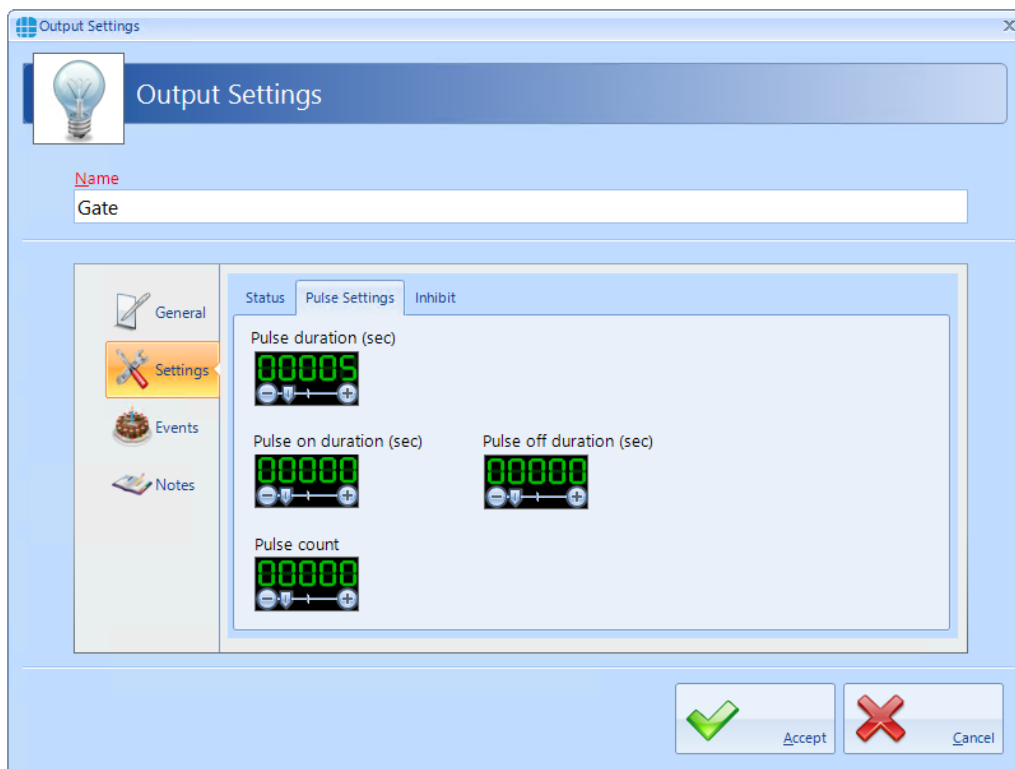 Output Settings
Output Settings
Name
Gate
General
Settings
Events
Notes
Status Pulse Settings Inhibit
Pulse duration (sec)
00005
Pulse on duration (sec) Pulse off duration (sec)
00000 00000
Pulse count
00000
Accept Cancel